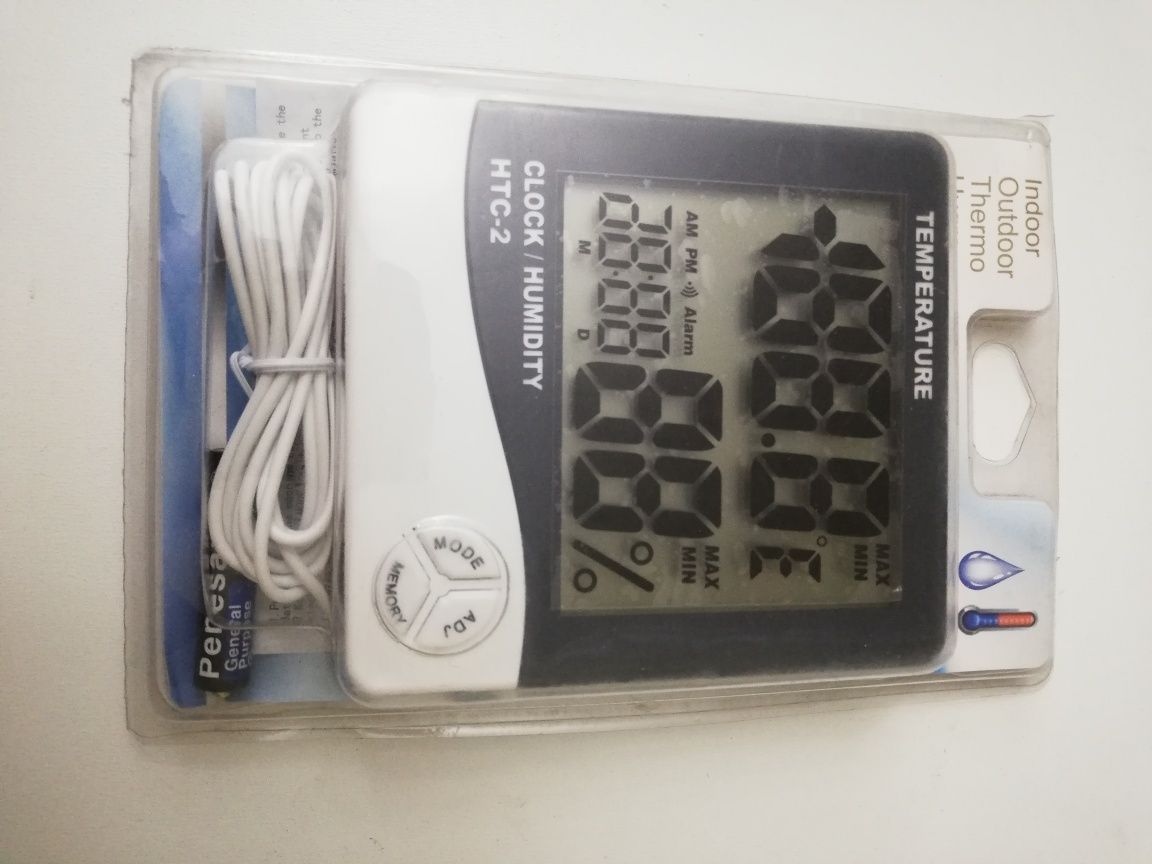 Indoor
Outdoor
Thermo
TEMPERATURE
MAX
MIN
°F
AM PM Alarm
M D
MAX
MIN
%
CLOCK / HUMIDITY
HTC-2
MODE
ADJ
MEMORY
General
Purpose